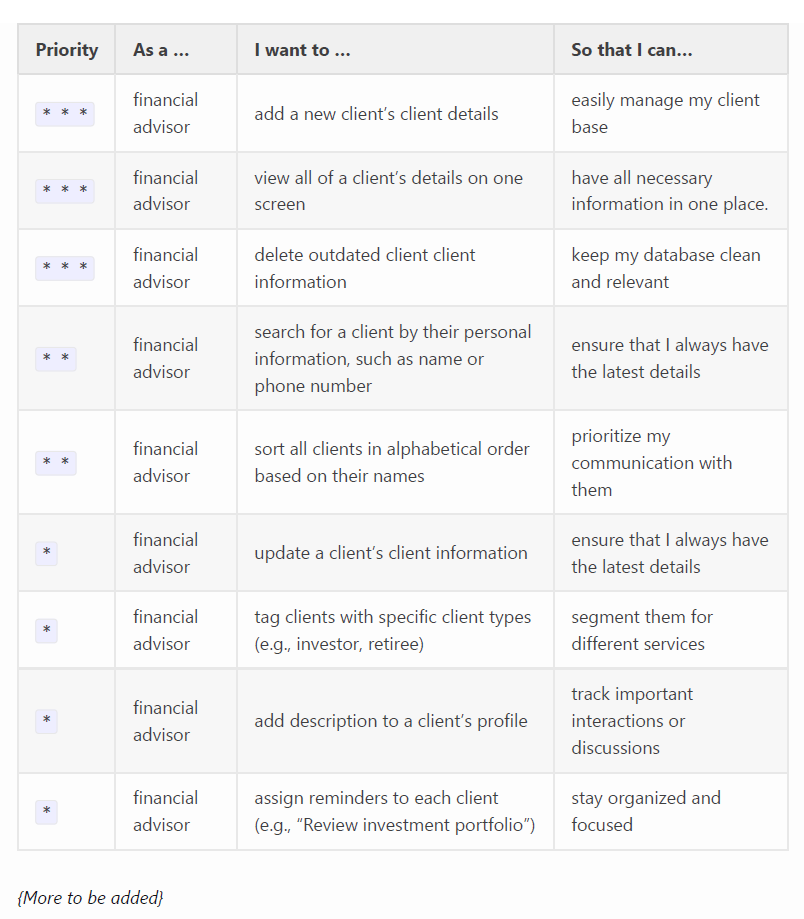 Priority As a … I want to … So that I can…
* * * financial advisor add a new client’s client details easily manage my client base
* * * financial advisor view all of a client’s details on one screen have all necessary information in one place.
* * * financial advisor delete outdated client client information keep my database clean and relevant
* * financial advisor search for a client by their personal information, such as name or phone number ensure that I always have the latest details
* * financial advisor sort all clients in alphabetical order based on their names prioritize my communication with them
* financial advisor update a client’s client information ensure that I always have the latest details
* financial advisor tag clients with specific client types (e.g., investor, retiree) segment them for different services
* financial advisor add description to a client’s profile track important interactions or discussions
* financial advisor assign reminders to each client (e.g., “Review investment portfolio”) stay organized and focused
{More to be added}